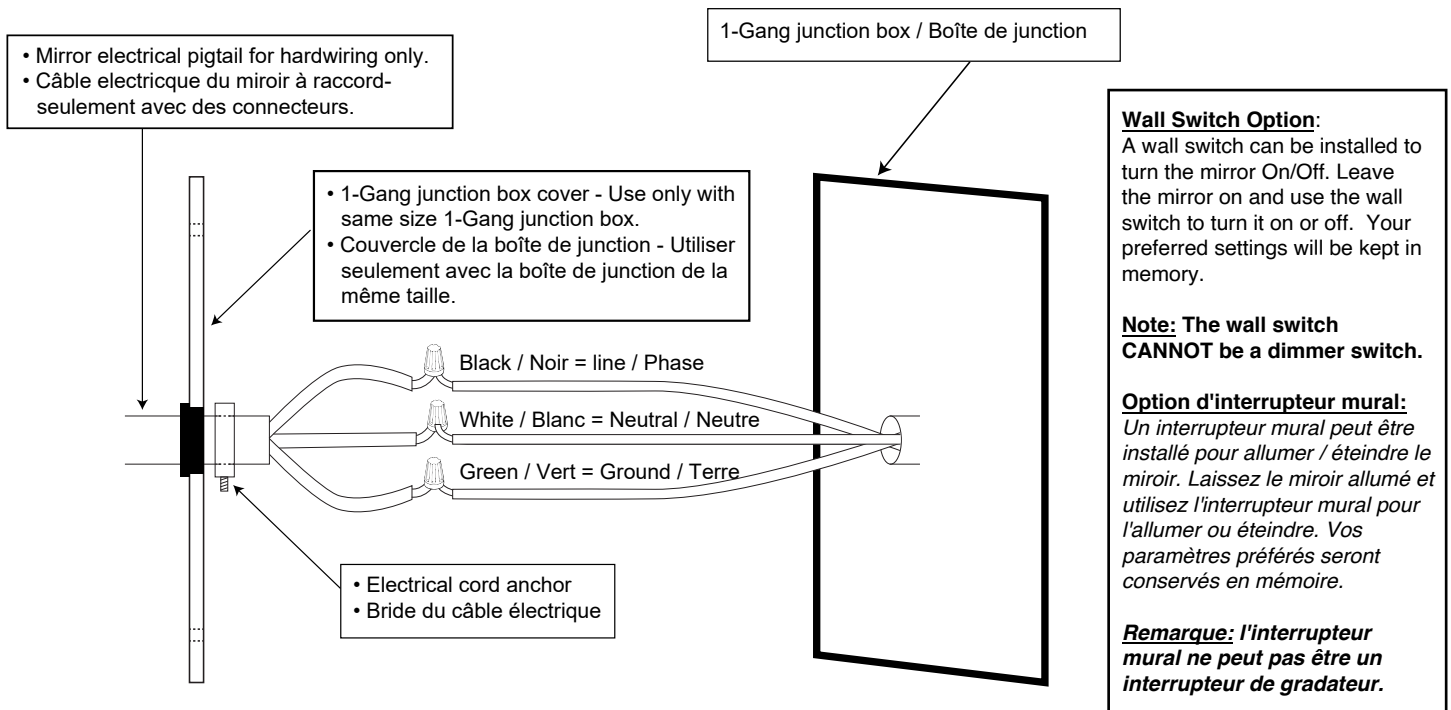 • Mirror electrical pigtail for hardwiring only.
• Câble electricque du miroir à raccord-
seulement avec des connecteurs.
1-Gang junction box / Boîte de junction
• 1-Gang junction box cover - Use only with
same size 1-Gang junction box.
• Couvercle de la boîte de junction - Utiliser
seulement avec la boîte de junction de la
même taille.
Black / Noir = line / Phase
White / Blanc = Neutral / Neutre
Green / Vert = Ground / Terre
• Electrical cord anchor
• Bride du câble électrique
Wall Switch Option:
A wall switch can be installed to
turn the mirror On/Off. Leave
the mirror on and use the wall
switch to turn it on or off. Your
preferred settings will be kept in
memory.
Note: The wall switch
CANNOT be a dimmer switch.
Option d'interrupteur mural:
Un interrupteur mural peut être
installé pour allumer / éteindre le
miroir. Laissez le miroir allumé et
utilisez l'interrupteur mural pour
l'allumer ou éteindre. Vos
paramètres préférés seront
conservés en mémoire.
Remarque: l'interrupteur
mural ne peut pas être un
interrupteur de gradateur.